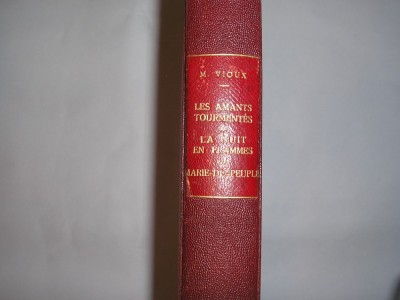 M. VIOUX
LES AMANTS
TOURMENTÉS
LA NUIT
EN FLAMMES
MARIE-DU-PEUPLE